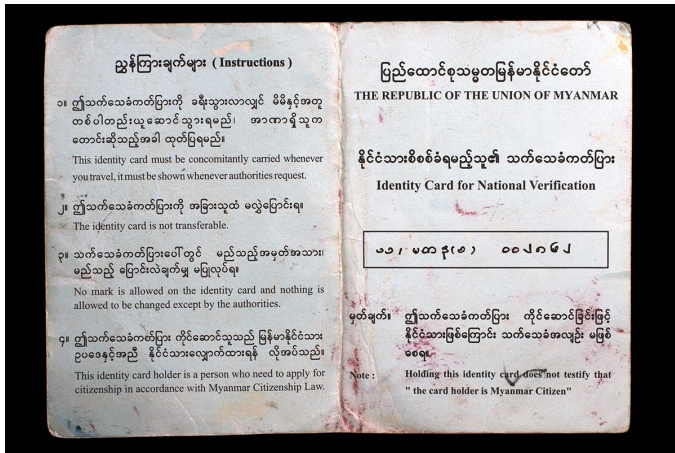 ညွှန်ကြားချက်များ ( Instructions )
၁။ ဤသက်သေခံကတ်ပြားကို ခရီးသွားလာလျှင် မိမိနှင့်အတူ
တစ်ပါတည်းယူဆောင်သွားရမည်၊ အာဏာရှိသူက
တောင်းဆိုသည့်အခါ ထုတ်ပြရမည်။
This identity card must be concomitantly carried whenever
you travel, it must be shown whenever authorities request.
၂။ ဤသက်သေခံကတ်ပြားကို အခြားသူထံ မလွှဲပြောင်းရ။
The identity card is not transferable.
၃။ သက်သေခံကတ်ပြားပေါ်တွင် မည်သည့်အမှတ်အသား၊
မည်သည့် ပြောင်းလဲချက်မျှ မပြုလုပ်ရ။
No mark is allowed on the identity card and nothing is
allowed to be changed except by the authorities.
၄။ ဤသက်သေခံကတ်ပြား ကိုင်ဆောင်သူသည် မြန်မာနိုင်ငံသား
ဥပဒေနှင့်အညီ နိုင်ငံသားလျှောက်ထားရန် လိုအပ်သည်။
This identity card holder is a person who need to apply for
citizenship in accordance with Myanmar Citizenship Law.
ပြည်ထောင်စုသမ္မတမြန်မာနိုင်ငံတော်
THE REPUBLIC OF THE UNION OF MYANMAR
နိုင်ငံသားစိစစ်ခံရမည့်သူ၏ သက်သေခံကတ်ပြား
Identity Card for National Verification
မှတ်ချက်။ ဤသက်သေခံကတ်ပြား ကိုင်ဆောင်ခြင်းဖြင့်
နိုင်ငံသားဖြစ်ကြောင်း သက်သေခံအလျဉ်း မဖြစ်
စေရ။
Note : Holding this identity card does not testify that
" the card holder is Myanmar Citizen"